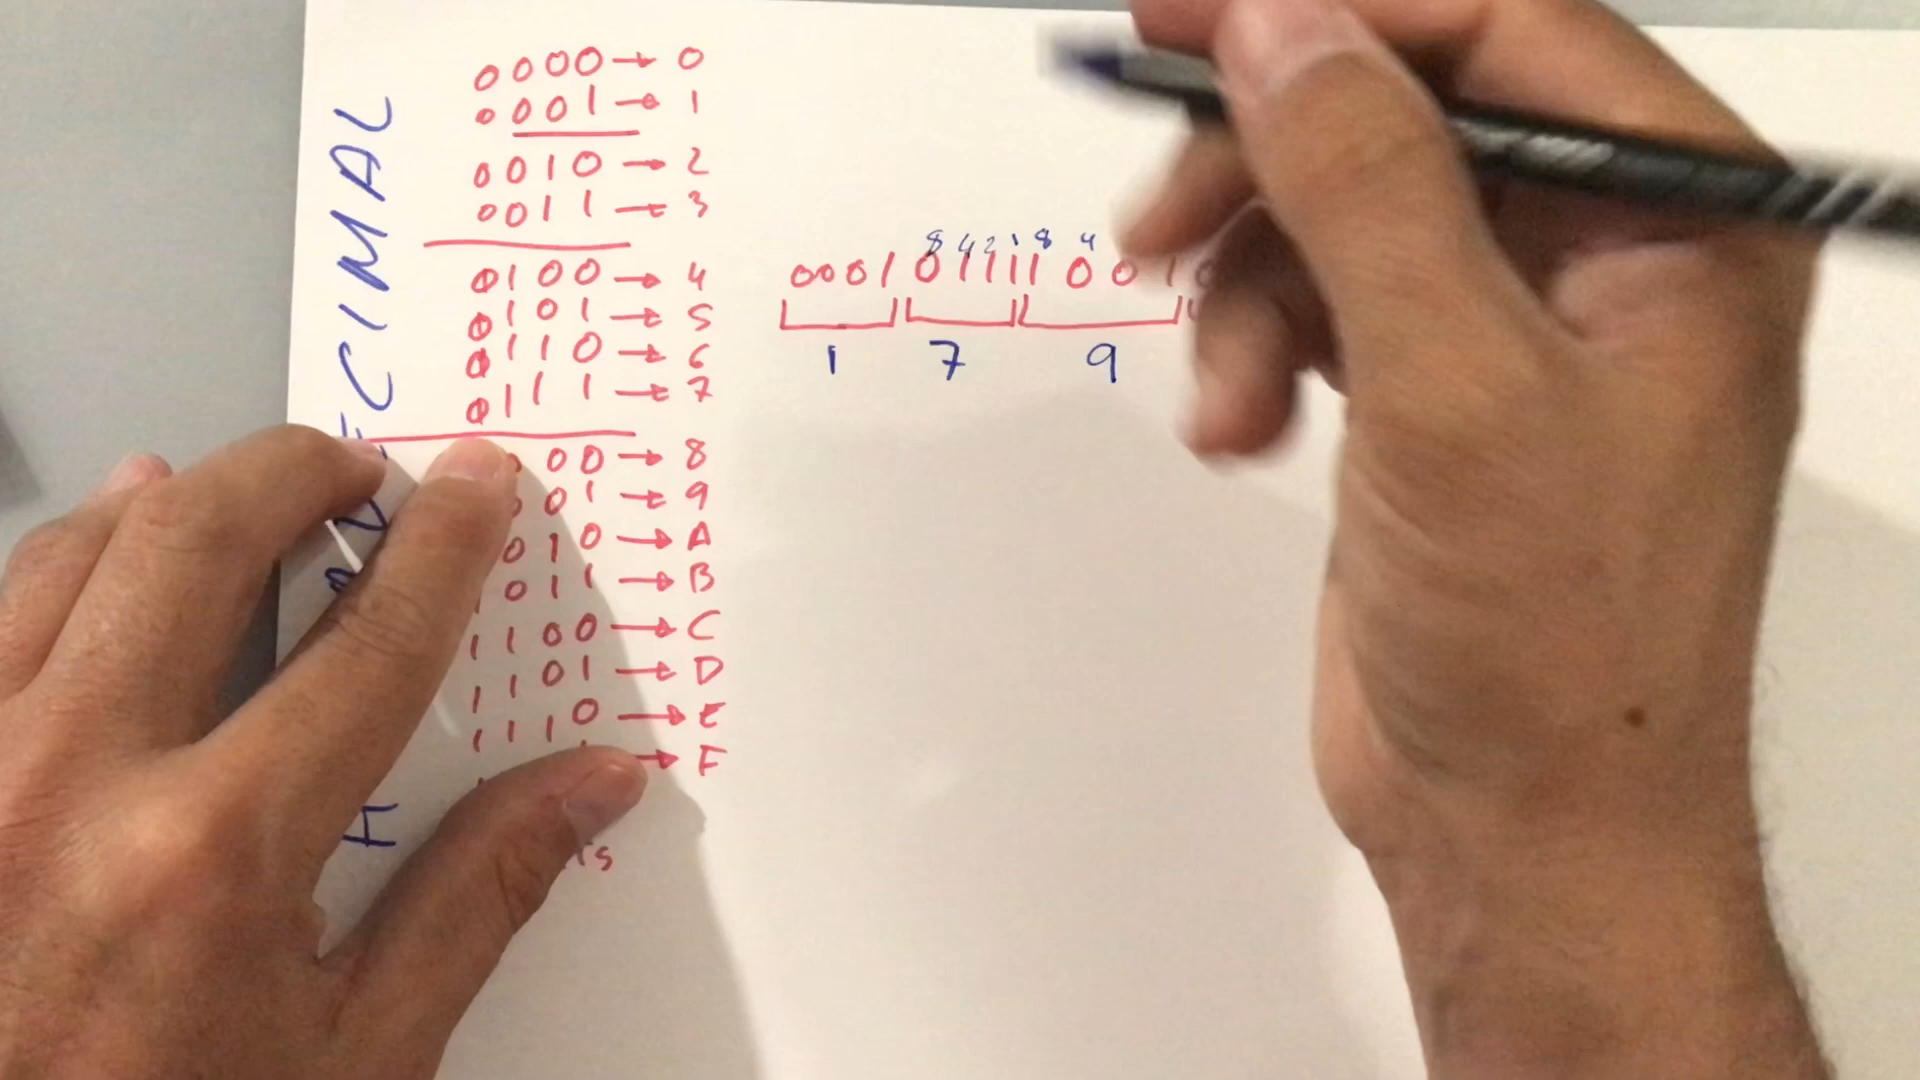 0000 → 0
0001 → 1
0010 → 2
0011 → 3
0100 → 4
0101 → 5
0110 → 6
0111 → 7
00 → 8
01 → 9
010 → A
011 → B
1100 → C
1101 → D
1110 → E
→ F
CIMAL
H
8 4 2 1 8 4
0001 0111 1001
1 7 9